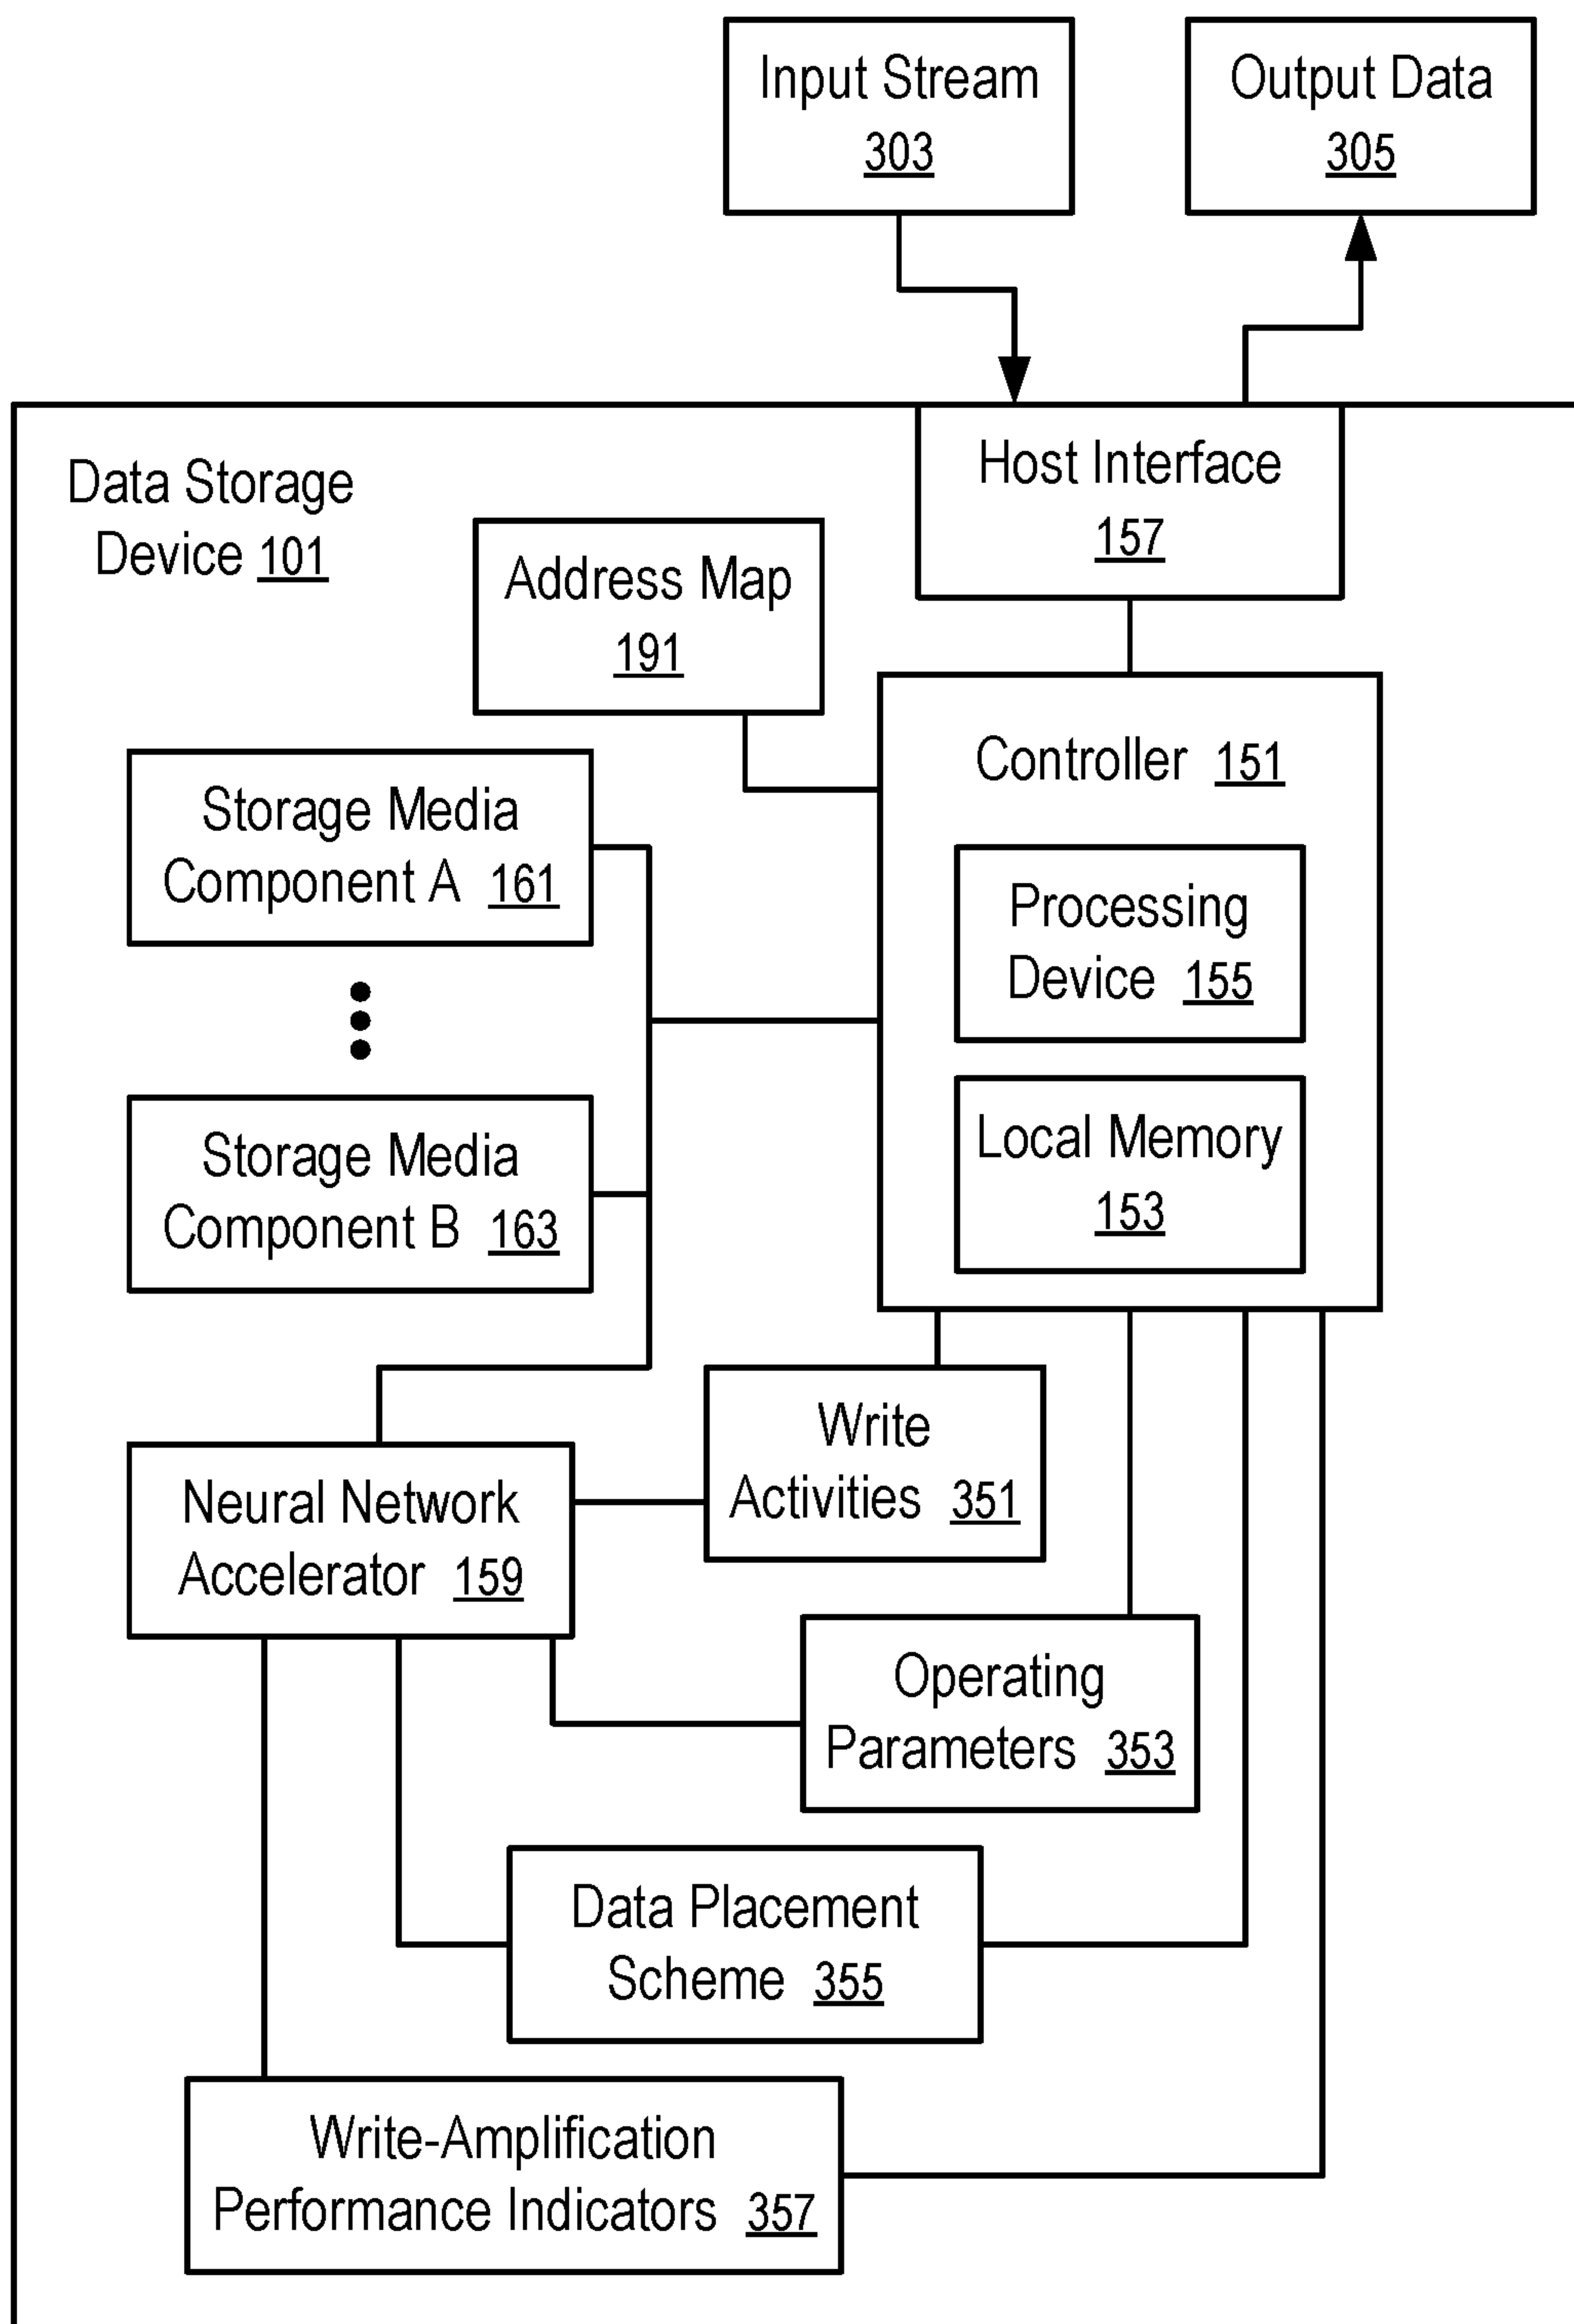 Input Stream
303
Output Data
305
Data Storage
Device 101
Host Interface
157
Address Map
191
Controller 151
Storage Media
Component A 161
Processing
Device 155
Storage Media
Component B 163
Local Memory
153
Write
Activities 351
Neural Network
Accelerator 159
Operating
Parameters 353
Data Placement
Scheme 355
Write-Amplification
Performance Indicators 357